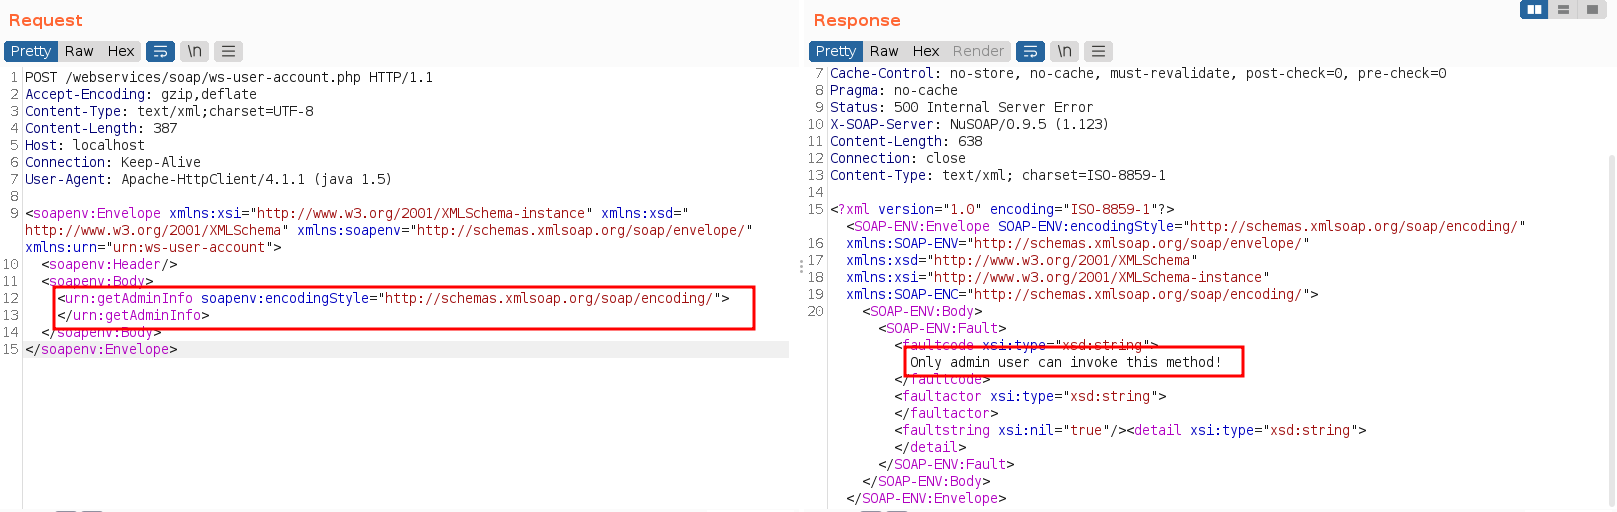 Request
Pretty Raw Hex \n
1 POST /webservices/soap/ws-user-account.php HTTP/1.1
2 Accept-Encoding: gzip,deflate
3 Content-Type: text/xml;charset=UTF-8
4 Content-Length: 387
5 Host: localhost
6 Connection: Keep-Alive
7 User-Agent: Apache-HttpClient/4.1.1 (java 1.5)
8
9 <soapenv:Envelope xmlns:xsi="http://www.w3.org/2001/XMLSchema-instance" xmlns:xsd="
http://www.w3.org/2001/XMLSchema" xmlns:soapenv="http://schemas.xmlsoap.org/soap/envelope/"
xmlns:urn="urn:ws-user-account">
10 <soapenv:Header/>
11 <soapenv:Body>
12 <urn:getAdminInfo soapenv:encodingStyle="http://schemas.xmlsoap.org/soap/encoding/">
13 </urn:getAdminInfo>
14 </soapenv:Body>
15 </soapenv:Envelope>
Response
Pretty Raw Hex Render \n
7 Cache-Control: no-store, no-cache, must-revalidate, post-check=0, pre-check=0
8 Pragma: no-cache
9 Status: 500 Internal Server Error
10 X-SOAP-Server: NuSOAP/0.9.5 (1.123)
11 Content-Length: 638
12 Connection: close
13 Content-Type: text/xml; charset=ISO-8859-1
14
15 <?xml version="1.0" encoding="ISO-8859-1"?>
<SOAP-ENV:Envelope SOAP-ENV:encodingStyle="http://schemas.xmlsoap.org/soap/encoding/"
16 xmlns:SOAP-ENV="http://schemas.xmlsoap.org/soap/envelope/"
17 xmlns:xsd="http://www.w3.org/2001/XMLSchema"
18 xmlns:xsi="http://www.w3.org/2001/XMLSchema-instance"
19 xmlns:SOAP-ENC="http://schemas.xmlsoap.org/soap/encoding/">
20 <SOAP-ENV:Body>
<SOAP-ENV:Fault>
<faultcode xsi:type="xsd:string">
Only admin user can invoke this method!
</faultcode>
<faultactor xsi:type="xsd:string">
</faultactor>
<faultstring xsi:nil="true"/><detail xsi:type="xsd:string">
</detail>
</SOAP-ENV:Fault>
</SOAP-ENV:Body>
</SOAP-ENV:Envelope>